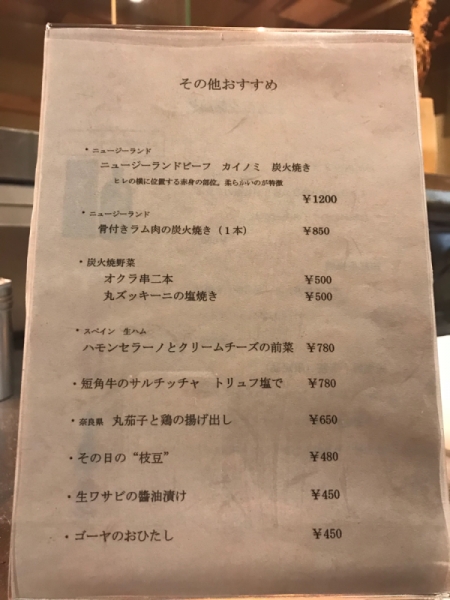 その他おすすめ
・ニュージーランド
ニュージーランドビーフ カイノミ 炭火焼き
ヒレの横に位置する赤身の部位。柔らかいのが特徴
¥1200
・ニュージーランド
骨付きラム肉の炭火焼き（1本） ¥850
・炭火焼野菜
オクラ串二本 ¥500
丸ズッキーニの塩焼き ¥500
・スペイン 生ハム
ハモンセラーノとクリームチーズの前菜 ¥780
・短角牛のサルチッチャ トリュフ塩で ¥780
・奈良県 丸茄子と鶏の揚げ出し ¥650
・その日の“枝豆” ¥480
・生ワサビの醬油漬け ¥450
・ゴーヤのおひたし ¥450